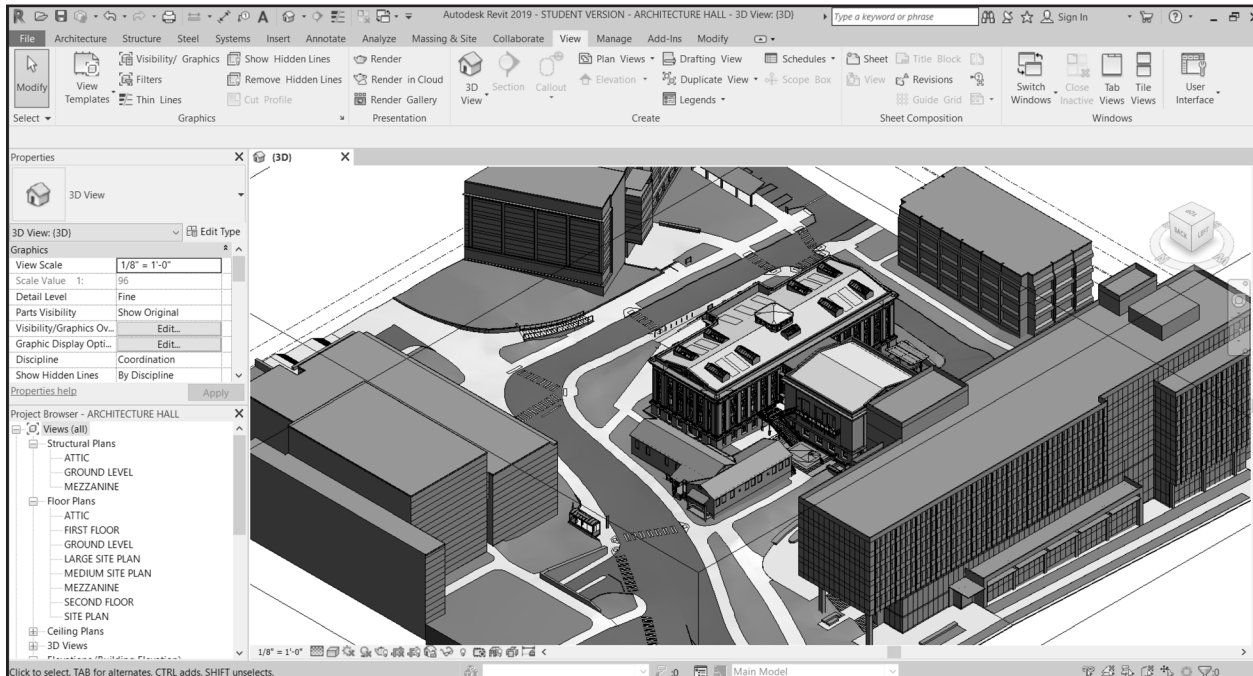 Autodesk Revit 2019 - STUDENT VERSION - ARCHITECTURE HALL - 3D View: {3D}
Type a keyword or phrase
Sign In
File Architecture Structure Steel Systems Insert Annotate Analyze Massing & Site Collaborate View Manage Add-Ins Modify
Modify
View Templates
Visibility/ Graphics
Filters
Thin Lines
Show Hidden Lines
Remove Hidden Lines
Cut Profile
Render
Render in Cloud
Render Gallery
3D View
Section
Callout
Plan Views
Elevation
Drafting View
Duplicate View
Legends
Schedules
Scope Box
Sheet
View
Title Block
Revisions
Guide Grid
Switch Windows
Close Inactive
Tab Views
Tile Views
User Interface
Select
Graphics
Presentation
Create
Sheet Composition
Windows
Properties
{3D}
3D View
3D View: {3D}
Edit Type
Graphics
View Scale 1/8" = 1'-0"
Scale Value 1: 96
Detail Level Fine
Parts Visibility Show Original
Visibility/Graphics Ov... Edit...
Graphic Display Opti... Edit...
Discipline Coordination
Show Hidden Lines By Discipline
Properties help
Apply
Project Browser - ARCHITECTURE HALL
Views (all)
Structural Plans
ATTIC
GROUND LEVEL
MEZZANINE
Floor Plans
ATTIC
FIRST FLOOR
GROUND LEVEL
LARGE SITE PLAN
MEDIUM SITE PLAN
MEZZANINE
SECOND FLOOR
SITE PLAN
Ceiling Plans
3D Views
TOP
BACK
LEFT
1/8" = 1'-0"
Click to select, TAB for alternates, CTRL adds, SHIFT unselects.
:0
Main Model
:0